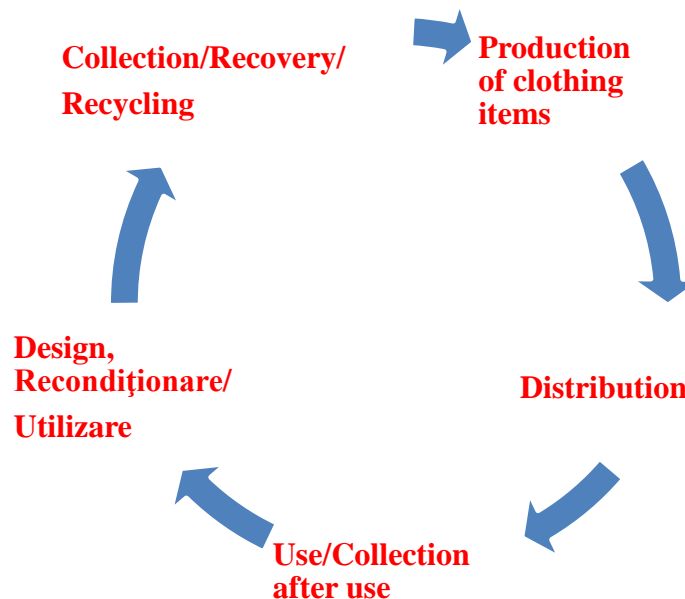 Collection/Recovery/
Recycling
Production
of clothing
items
Distribution
Use/Collection
after use
Design,
Recondiţionare/
Utilizare